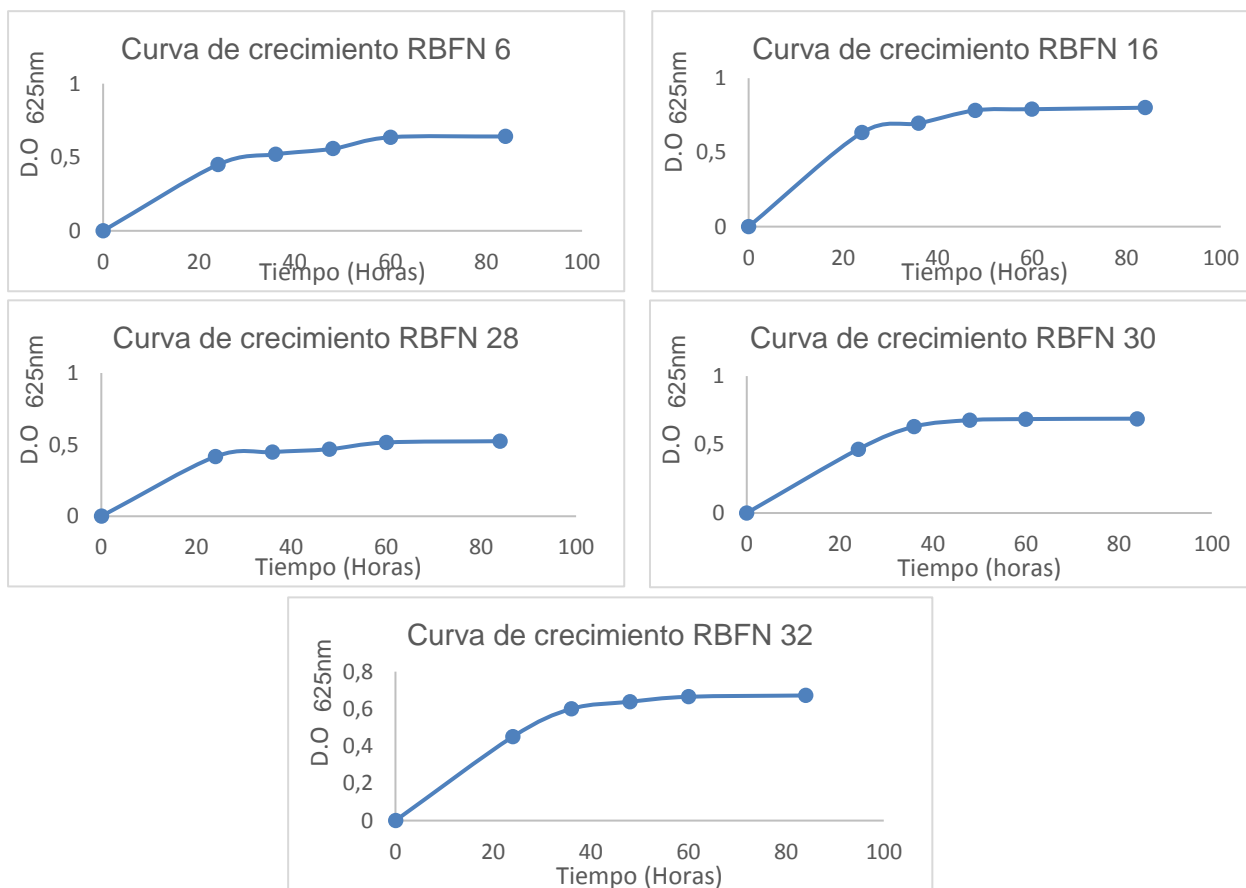 Curva de crecimiento RBFN 6
D.O 625nm
1
0,5
0
0 20 40 60 80 100
Tiempo (Horas)
Curva de crecimiento RBFN 16
D.O 625nm
1
0,5
0
0 20 40 60 80 100
Tiempo (Horas)
Curva de crecimiento RBFN 28
D.O 625nm
1
0,5
0
0 20 40 60 80 100
Tiempo (Horas)
Curva de crecimiento RBFN 30
D.O 625nm
1
0,5
0
0 20 40 60 80 100
Tiempo (horas)
Curva de crecimiento RBFN 32
D.O 625nm
0,8
0,6
0,4
0,2
0
0 20 40 60 80 100
Tiempo (Horas)